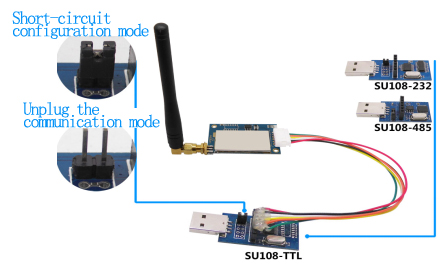 Short-circuit
configuration mode
Unplug the
communication mode
SU108-232
SU108-485
SU108-TTL